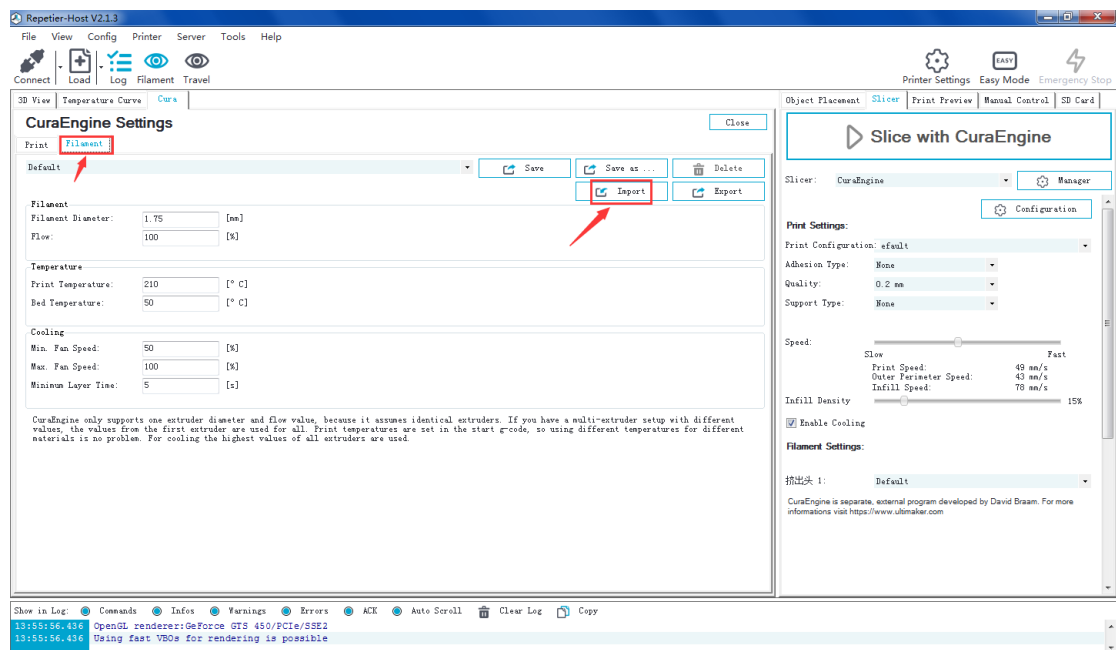 Repetier-Host V2.1.3
File View Config Printer Server Tools Help
Connect Load Log Filament Travel
Printer Settings EASY Easy Mode Emergency Stop
3D View Temperature Curve Cura
CuraEngine Settings
Close
Print Filament
Default
Save Save as .... Delete
Import Export
Filament
Filament Diameter: 1.75 [mm]
Flow: 100 [%]
Temperature
Print Temperature: 210 [° C]
Bed Temperature: 50 [° C]
Cooling
Min. Fan Speed: 50 [%]
Max. Fan Speed: 100 [%]
Minimum Layer Time: 5 [s]
CuraEngine only supports one extruder diameter and flow value, because it assumes identical extruders. If you have a multi-extruder setup with different
values, the values from the first extruder are used for all. Print temperatures are set in the start g-code, so using different temperatures for different
materials is no problem. For cooling the highest values of all extruders are used.
Object Placement Slicer Print Preview Manual Control SD Card
Slice with CuraEngine
Slicer: CuraEngine Manager
Configuration
Print Settings:
Print Configuration: efault
Adhesion Type: None
Quality: 0.2 mm
Support Type: None
Speed:
Slow Fast
Print Speed: 49 mm/s
Outer Perimeter Speed: 43 mm/s
Infill Speed: 78 mm/s
Infill Density 15%
Enable Cooling
Filament Settings:
挤出头 1: Default
CuraEngine is separate, external program developed by David Braam. For more
informations visit https://www.ultimaker.com
Show in Log: Commands Infos Warnings Errors ACK Auto Scroll Clear Log Copy
13:55:56.436 OpenGL renderer:GeForce GTS 450/PCIe/SSE2
13:55:56.436 Using fast VBOs for rendering is possible